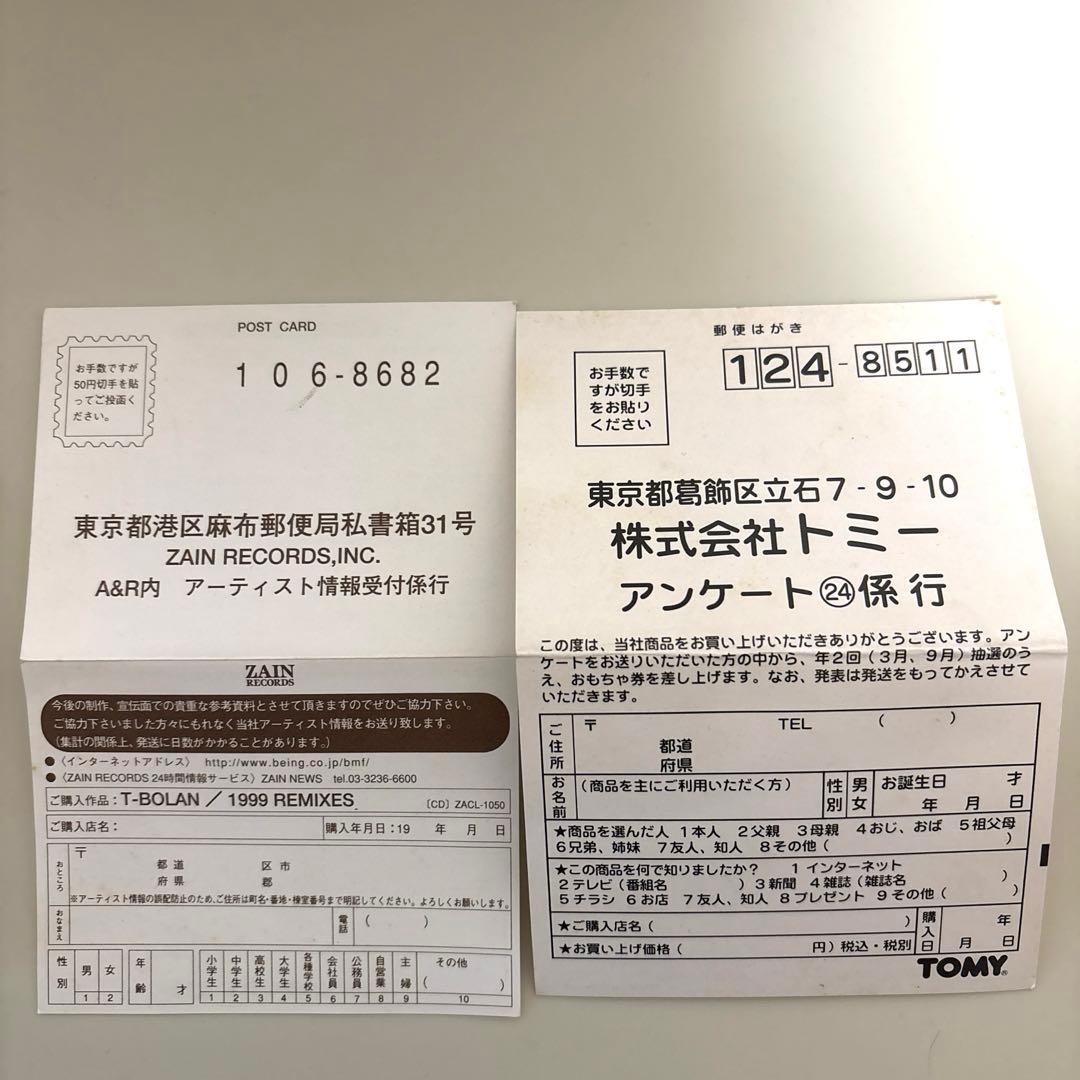 POST CARD
お手数ですが
50円切手を貼
ってご投函く
ださい。
106-8682
東京都港区麻布郵便局私書箱31号
ZAIN RECORDS,INC.
A&R内 アーティスト情報受付係行
ZAIN
RECORDS
今後の制作、宣伝面での貴重な参考資料とさせて頂きますのでぜひご協力下さい。
ご協力下さいました方々にもれなく当社アーティスト情報をお送り致します。
(集計の関係上、発送に日数がかかることがあります。)
●〈インターネットアドレス〉 http://www.being.co.jp/bmf/
●〈ZAIN RECORDS 24時間情報サービス〉ZAIN NEWS tel.03-3236-6600
ご購入作品:T-BOLAN/1999 REMIXES 〔CD〕ZACL-1050
ご購入店名: 購入年月日:19 年 月 日
おところ 〒
都道 区市
府県 郡
※アーティスト情報の誤配防止のため、ご住所は町名・番地・棟室番号まで明記してください。よろしくお願いします。
おなまえ 電話 ( )
性別 男 女 年齢 才 小学生 中学生 高校生 大学生 各種学校 会社員 公務員 自営業 主婦 その他 ( )
1 2 1 2 3 4 5 6 7 8 9 10
郵便はがき
お手数で
すが切手
をお貼り
ください
124-8511
東京都葛飾区立石7-9-10
株式会社トミー
アンケート㉔係行
この度は、当社商品をお買い上げいただきありがとうございます。アン
ケートをお送りいただいた方の中から、年2回(3月、9月)抽選のう
え、おもちゃ券を差し上げます。なお、発表は発送をもってかえさせて
いただきます。
ご住所 〒 TEL ( )
都道
府県
お名前 (商品を主にご利用いただく方) 性別 男女 お誕生日 才
年 月 日
★商品を選んだ人 1本人 2父親 3母親 4おじ、おば 5祖父母
6兄弟、姉妹 7友人、知人 8その他( )
★この商品を何で知りましたか? 1 インターネット
2テレビ(番組名 )3新聞 4雑誌(雑誌名 )
5チラシ 6お店 7友人、知人 8プレゼント 9その他( )
★ご購入店名( ) 購入日 年
★お買い上げ価格( 円)税込・税別 月 日
TOMY®